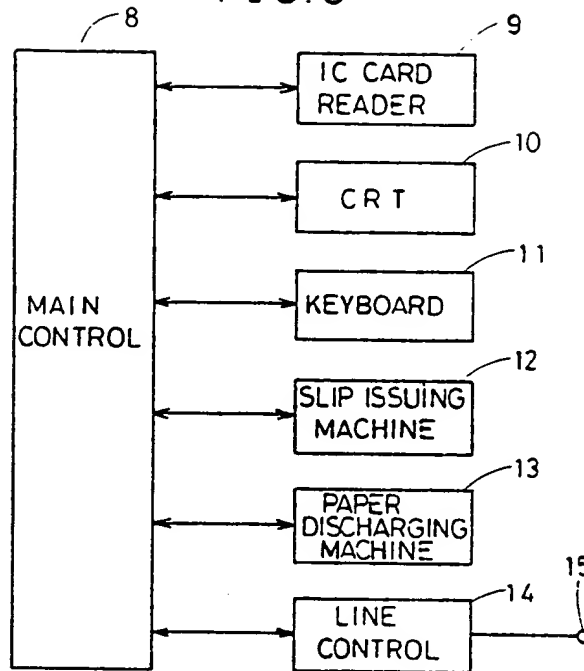 8
9
IC CARD
READER
10
CRT
11
KEYBOARD
MAIN
CONTROL
12
SLIP ISSUING
MACHINE
13
PAPER
DISCHARGING
MACHINE
14
15
LINE
CONTROL